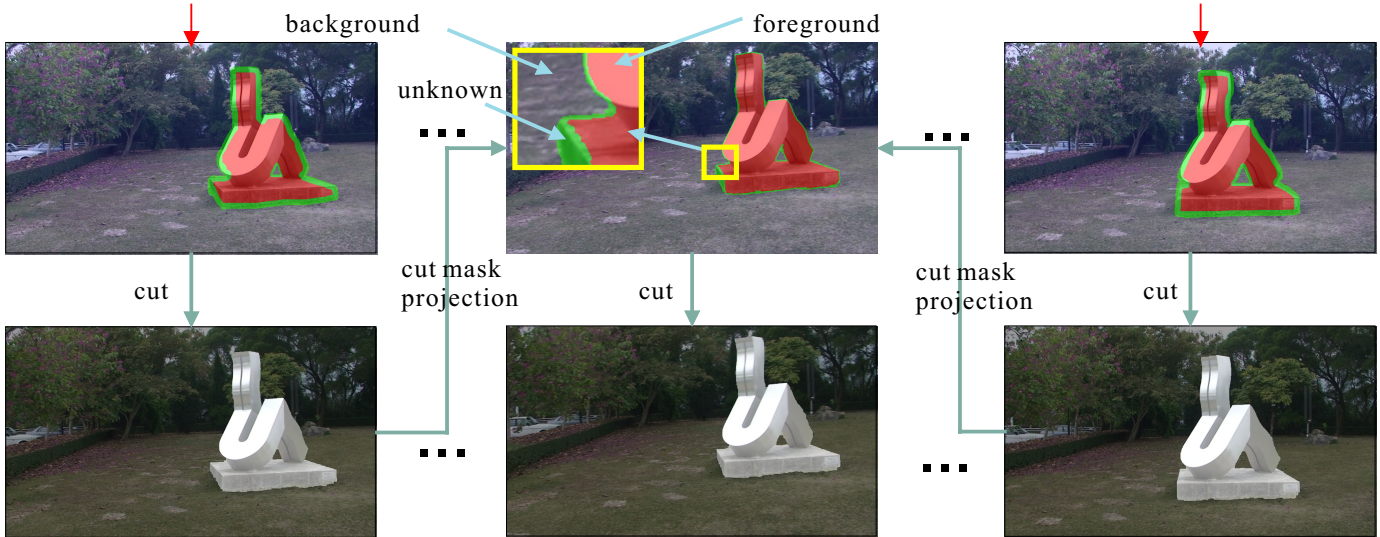 background
foreground
unknown
cut
cut mask
projection
cut
cut mask
projection
cut